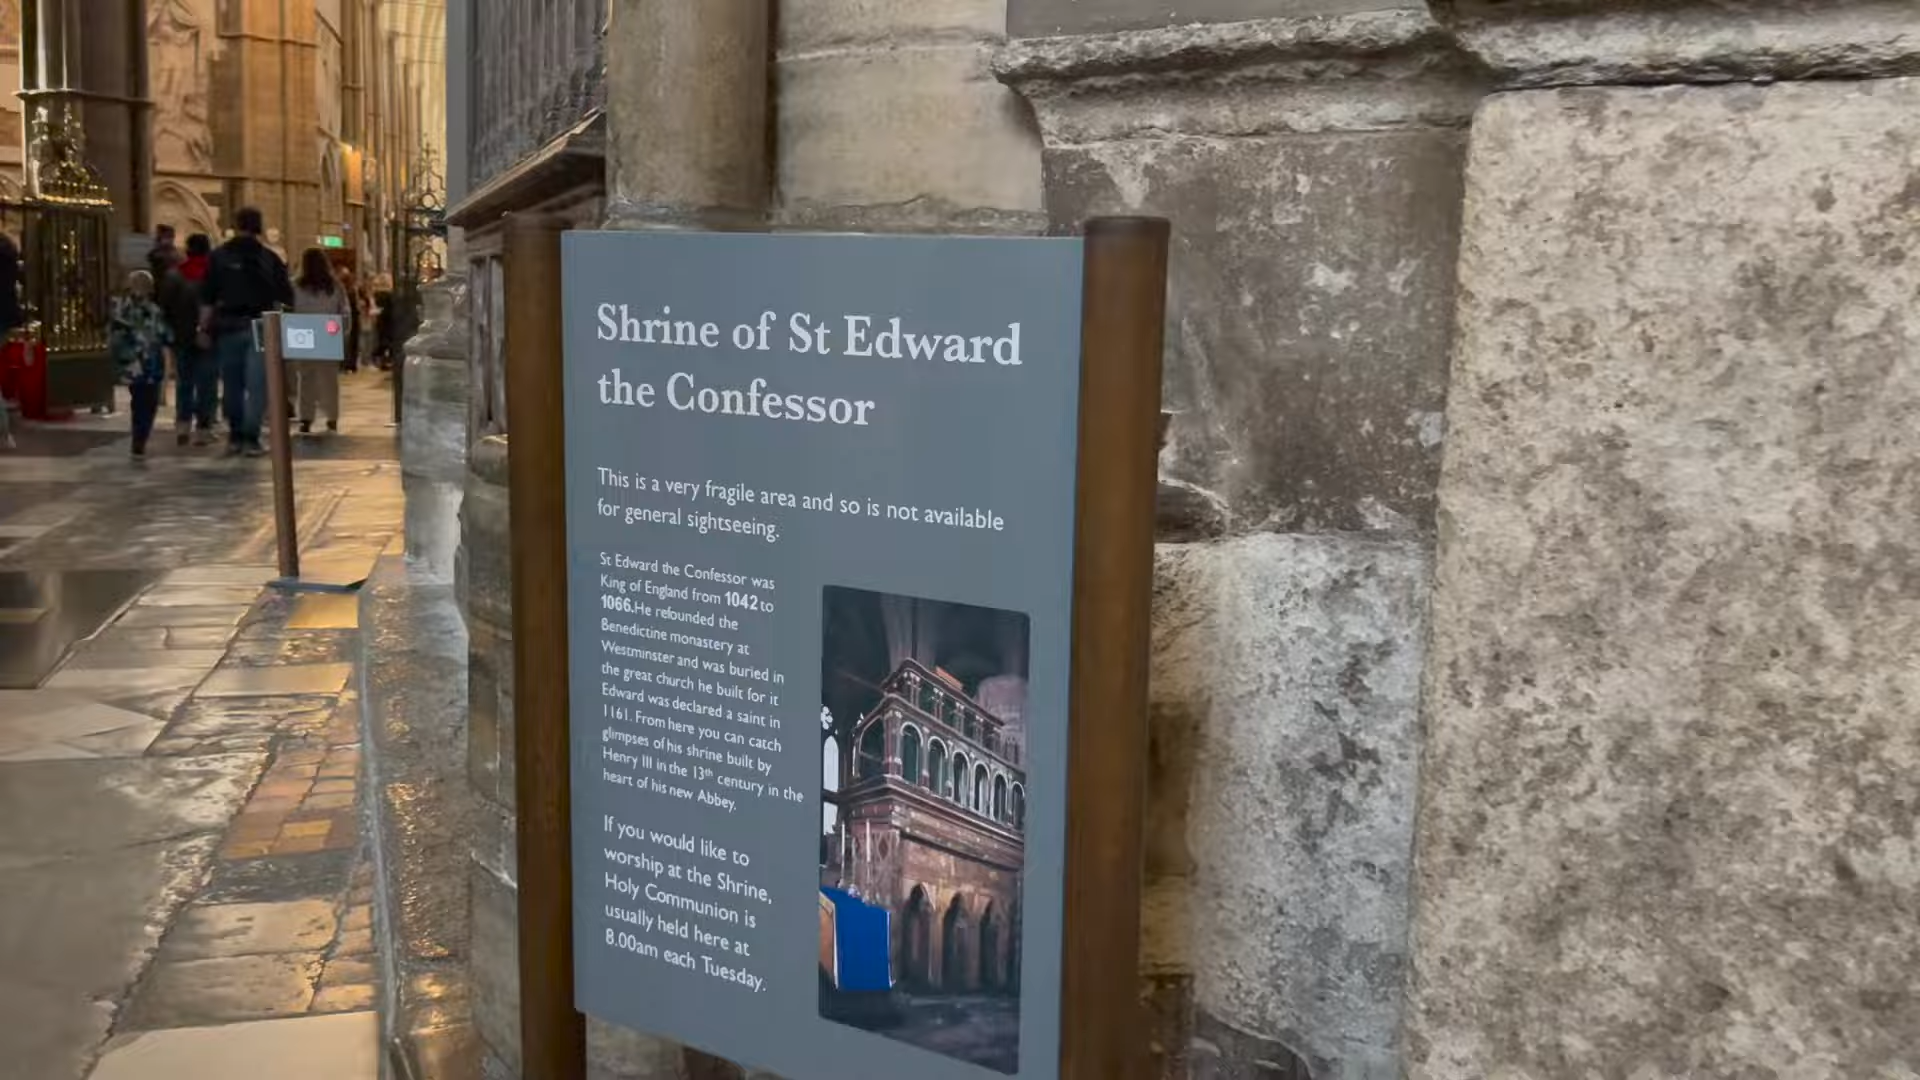 Shrine of St Edward
the Confessor
This is a very fragile area and so is not available
for general sightseeing.
St Edward the Confessor was
King of England from 1042 to
1066.He refounded the
Benedictine monastery at
Westminster and was buried in
the great church he built for it
Edward was declared a saint in
1161. From here you can catch
glimpses of his shrine built by
Henry III in the 13th century in the
heart of his new Abbey.
If you would like to
worship at the Shrine,
Holy Communion is
usually held here at
8.00am each Tuesday.